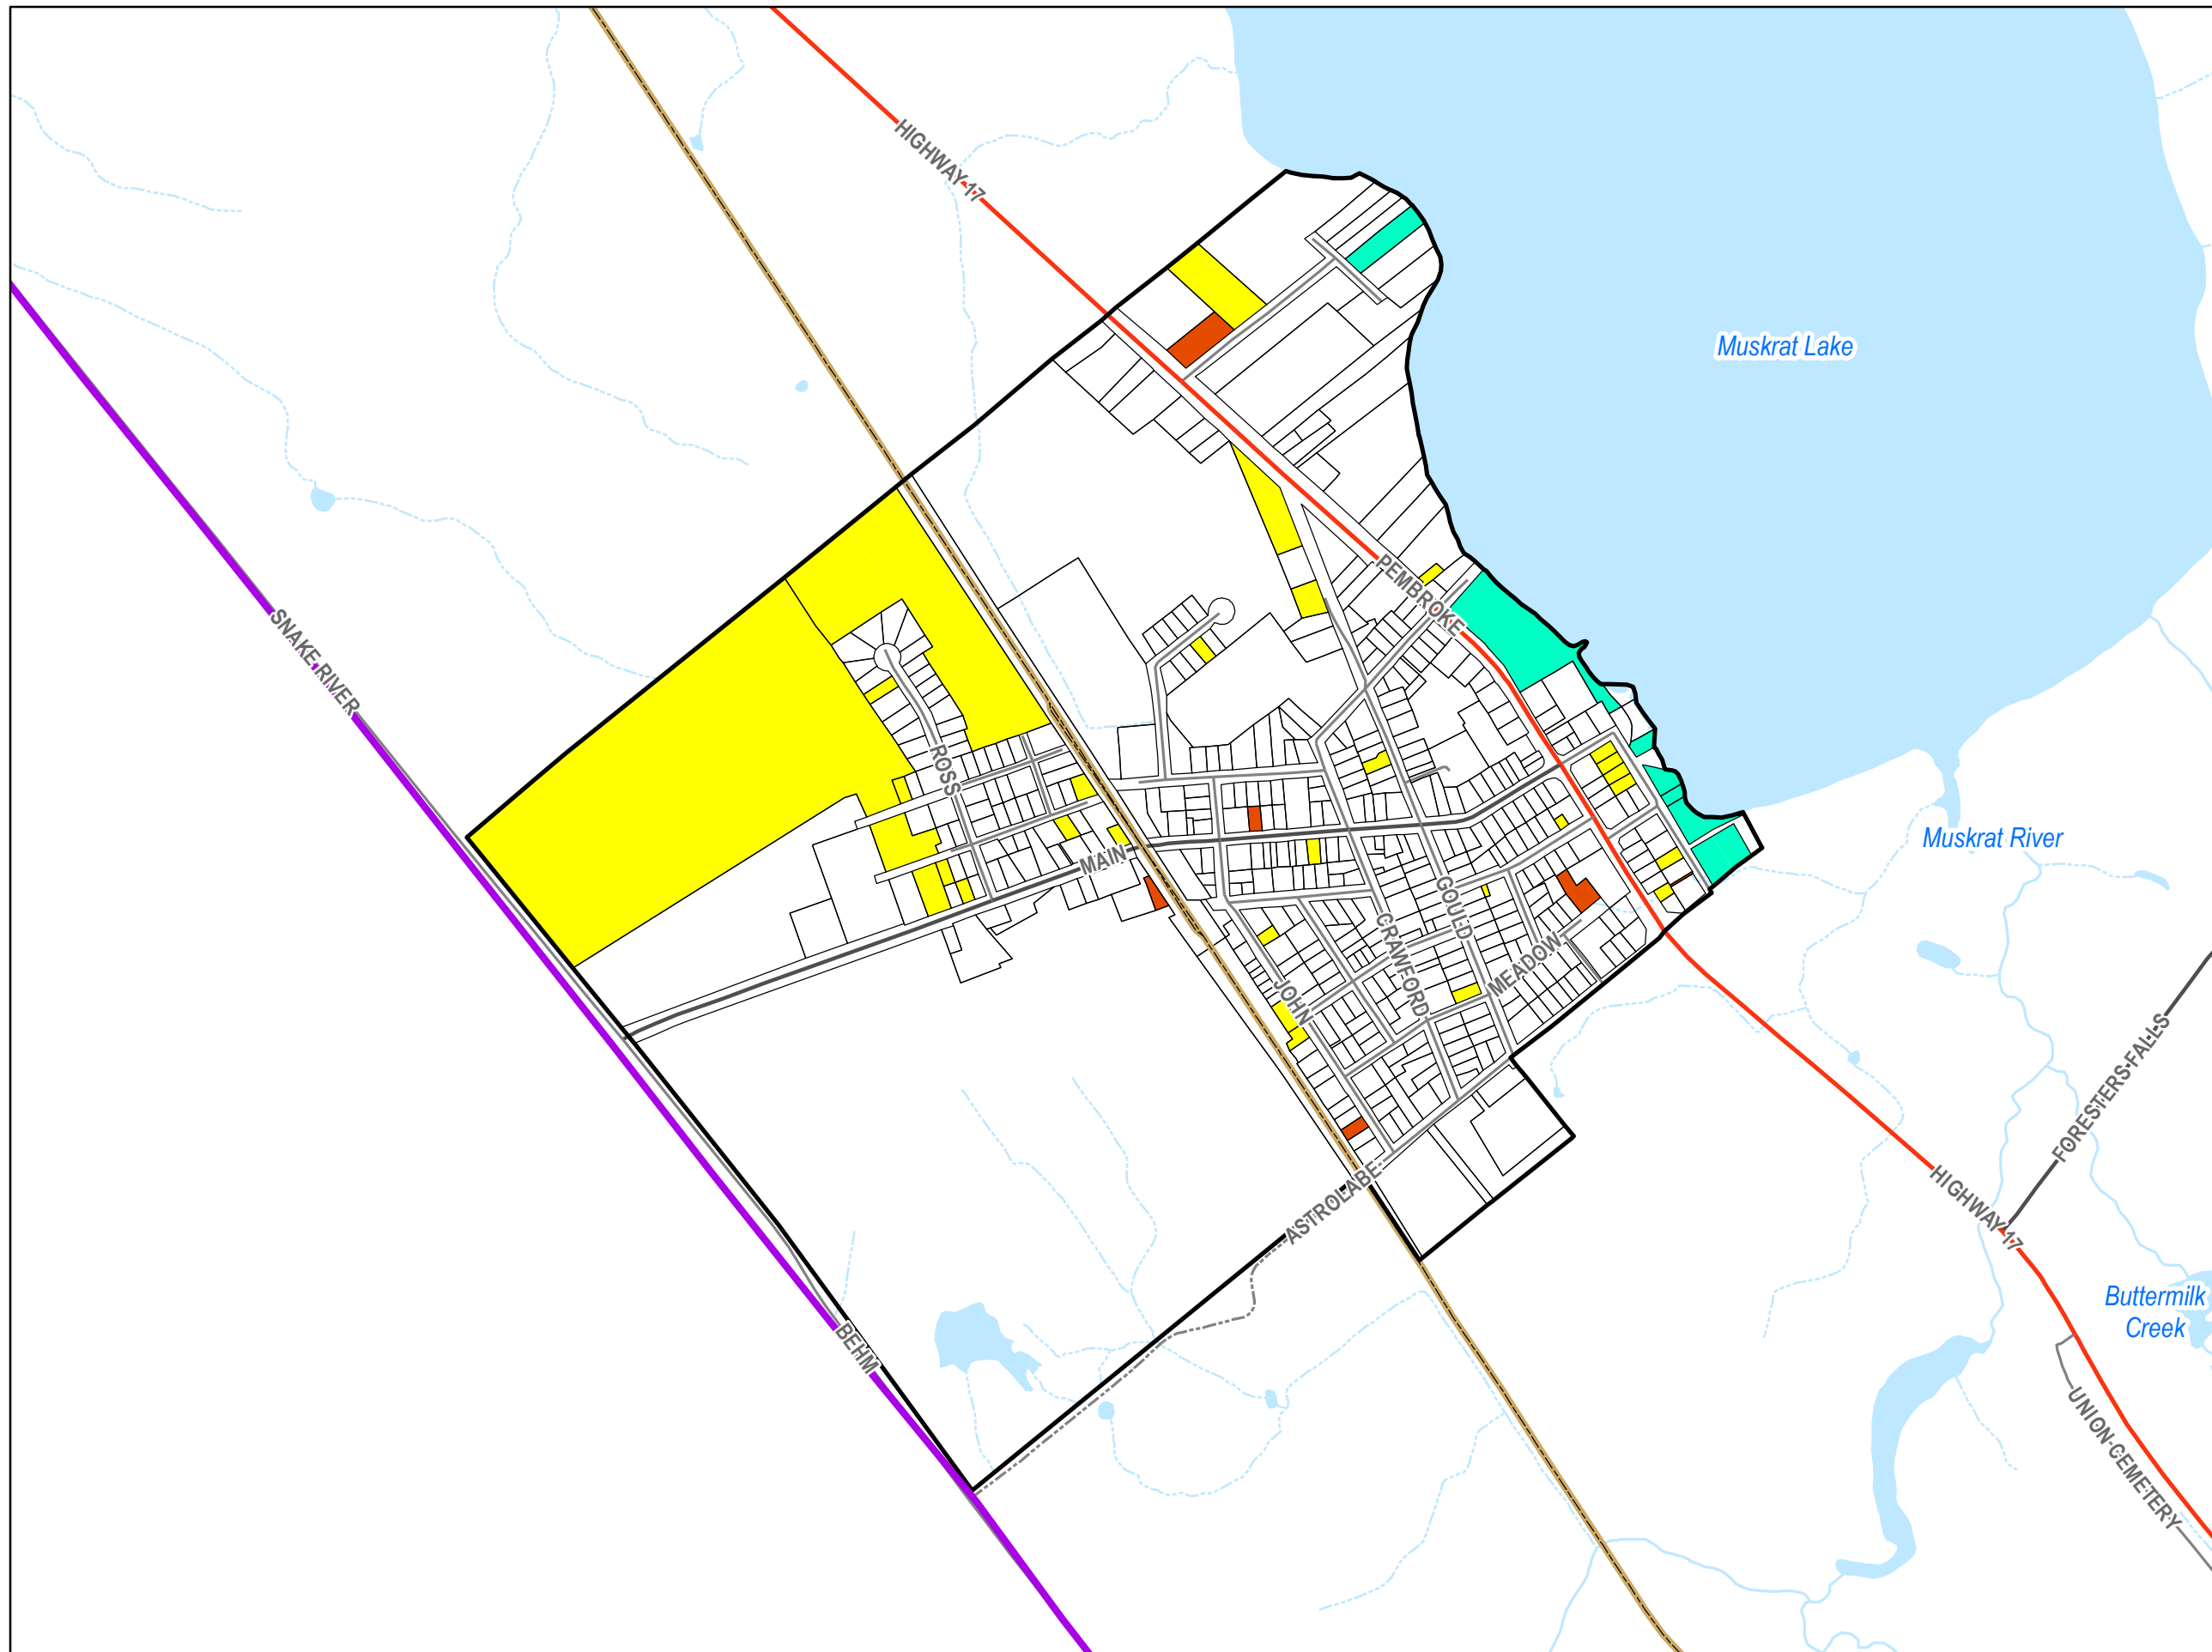 HIGHWAY 17
Muskrat Lake
PEMBROKE
SNAKE RIVER
ROSS
Muskrat River
MAIN
GOULD
CRAWFORD
MEADOW
JOHN
FORESTERS FALLS
ASTROLABE
HIGHWAY 17
Buttermilk
Creek
BEHM
UNION CEMETERY